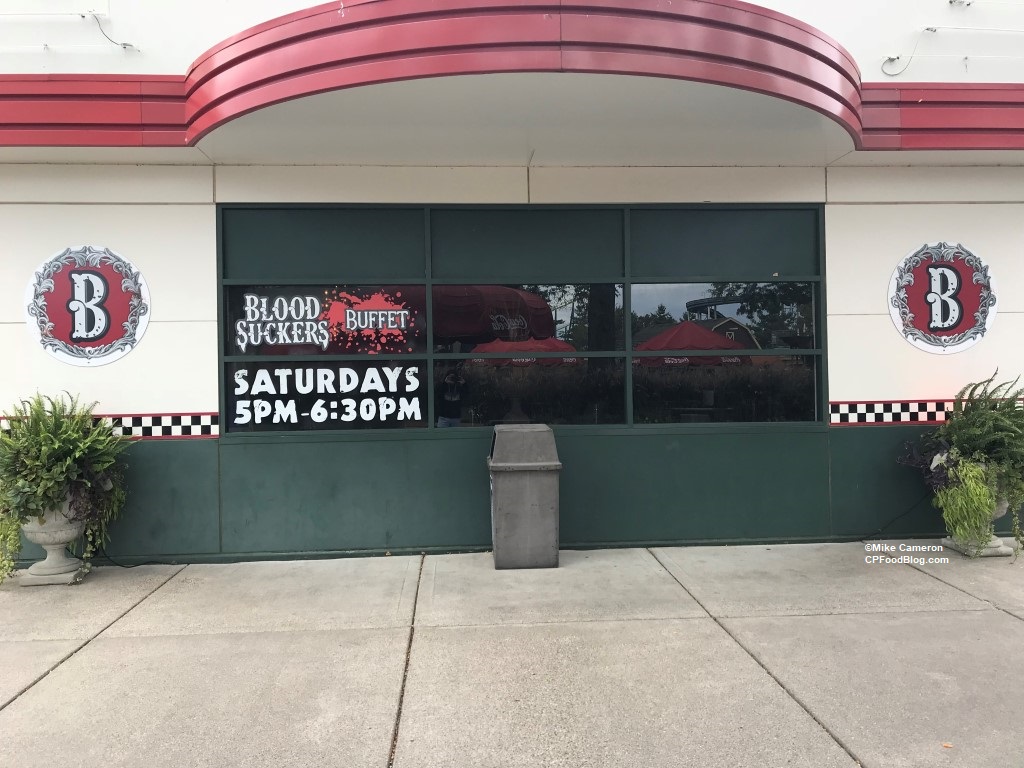 B
BLOOD
SUCKERS
BUFFET
SATURDAYS
5PM-6:30PM
B
©Mike Cameron
CPFoodBlog.com